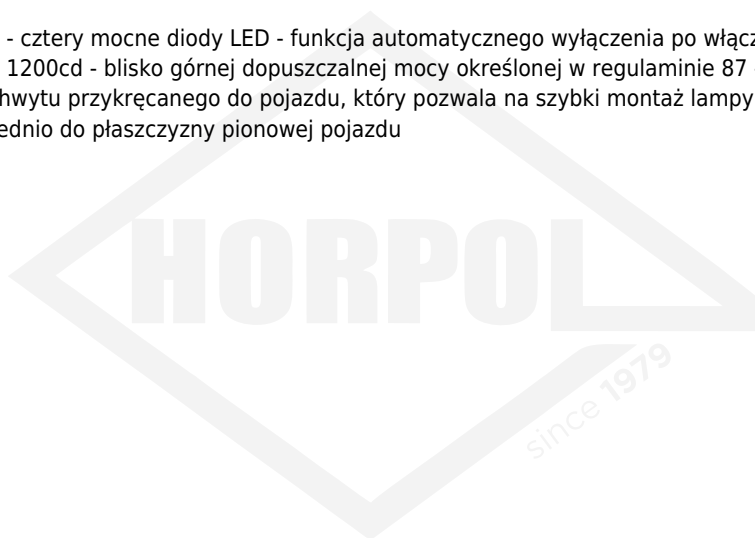 - cztery mocne diody LED - funkcja automatycznego wyłączenia po włącz
1200cd - blisko górnej dopuszczalnej mocy określonej w regulaminie 87
hwytu przykręcanego do pojazdu, który pozwala na szybki montaż lampy
ednio do płaszczyzny pionowej pojazdu
HORPOL
since 1979